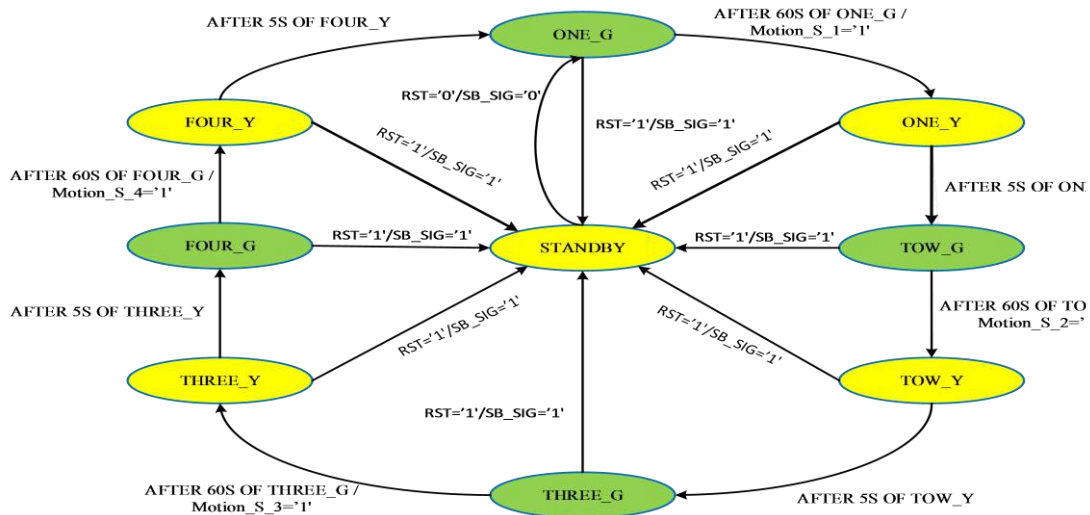 AFTER 5S OF FOUR_Y
ONE_G
AFTER 60S OF ONE_G /
Motion_S_1='1'
RST='0'/SB_SIG='0'
RST='1'/SB_SIG='1'
FOUR_Y
RST='1'/SB_SIG='1'
RST='1'/SB_SIG='1'
ONE_Y
AFTER 60S OF FOUR_G /
Motion_S_4='1'
AFTER 5S OF ONE
FOUR_G
RST='1'/SB_SIG='1'
STANDBY
RST='1'/SB_SIG='1'
TOW_G
AFTER 5S OF THREE_Y
RST='1'/SB_SIG='1'
RST='1'/SB_SIG='1'
AFTER 60S OF TO
Motion_S_2='
THREE_Y
RST='1'/SB_SIG='1'
TOW_Y
AFTER 60S OF THREE_G /
Motion_S_3='1'
THREE_G
AFTER 5S OF TOW_Y